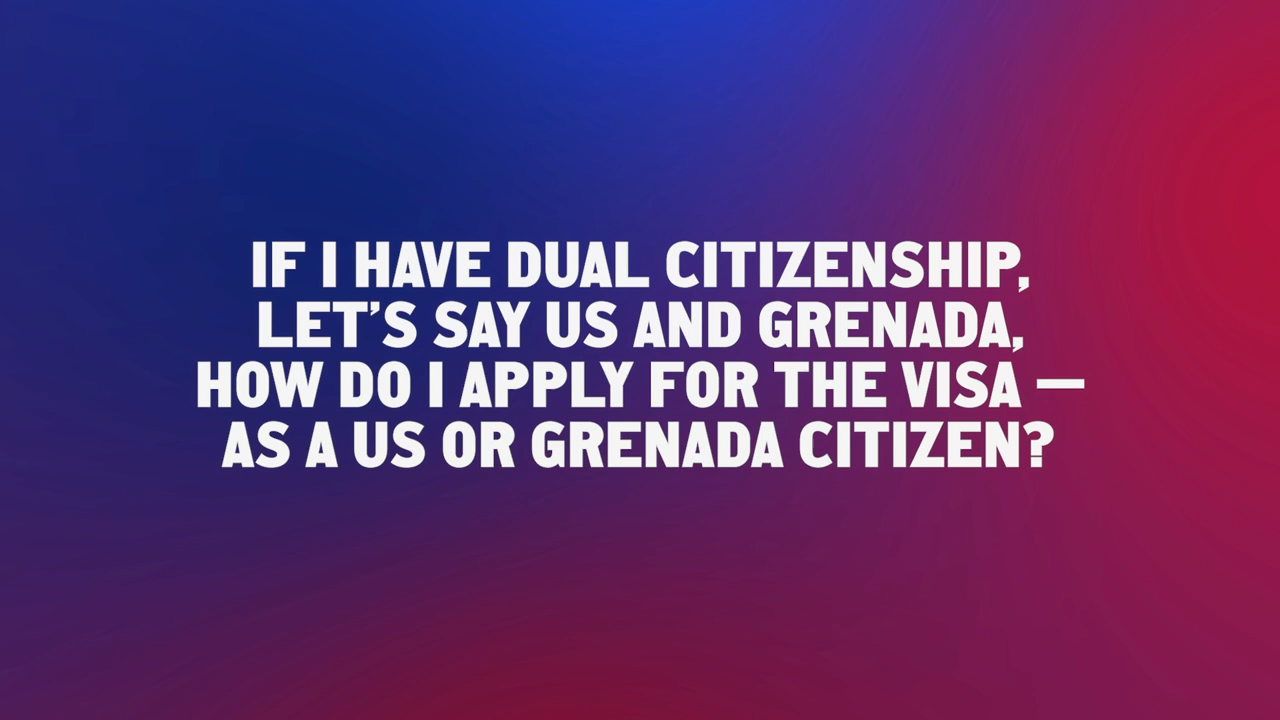 IF I HAVE DUAL CITIZENSHIP,
LET’S SAY US AND GRENADA,
HOW DO I APPLY FOR THE VISA —
AS A US OR GRENADA CITIZEN?